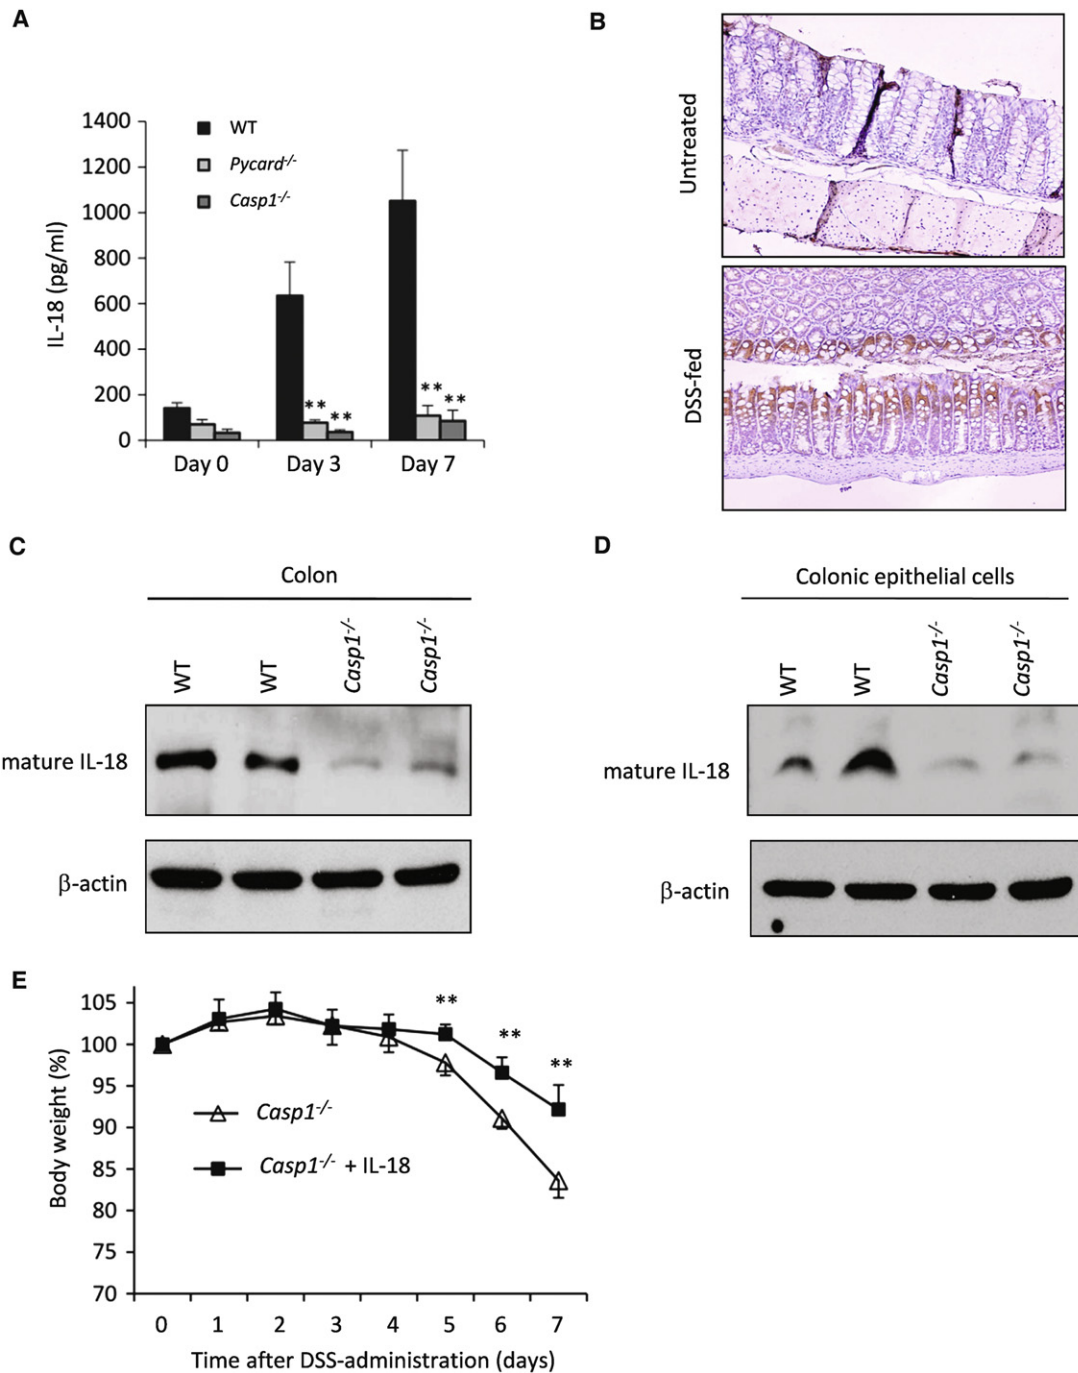 A
1400
1200
1000
800
600
400
200
0
IL-18 (pg/ml)
WT
Pycard-/-
Casp1-/-
**
**
**
**
Day 0
Day 3
Day 7
B
Untreated
DSS-fed
C
Colon
WT
WT
Casp1-/-
Casp1-/-
mature IL-18
β-actin
D
Colonic epithelial cells
WT
WT
Casp1-/-
Casp1-/-
mature IL-18
β-actin
E
105
100
95
90
85
80
75
70
Body weight (%)
**
**
**
Casp1-/-
Casp1-/- + IL-18
0 1 2 3 4 5 6 7
Time after DSS-administration (days)